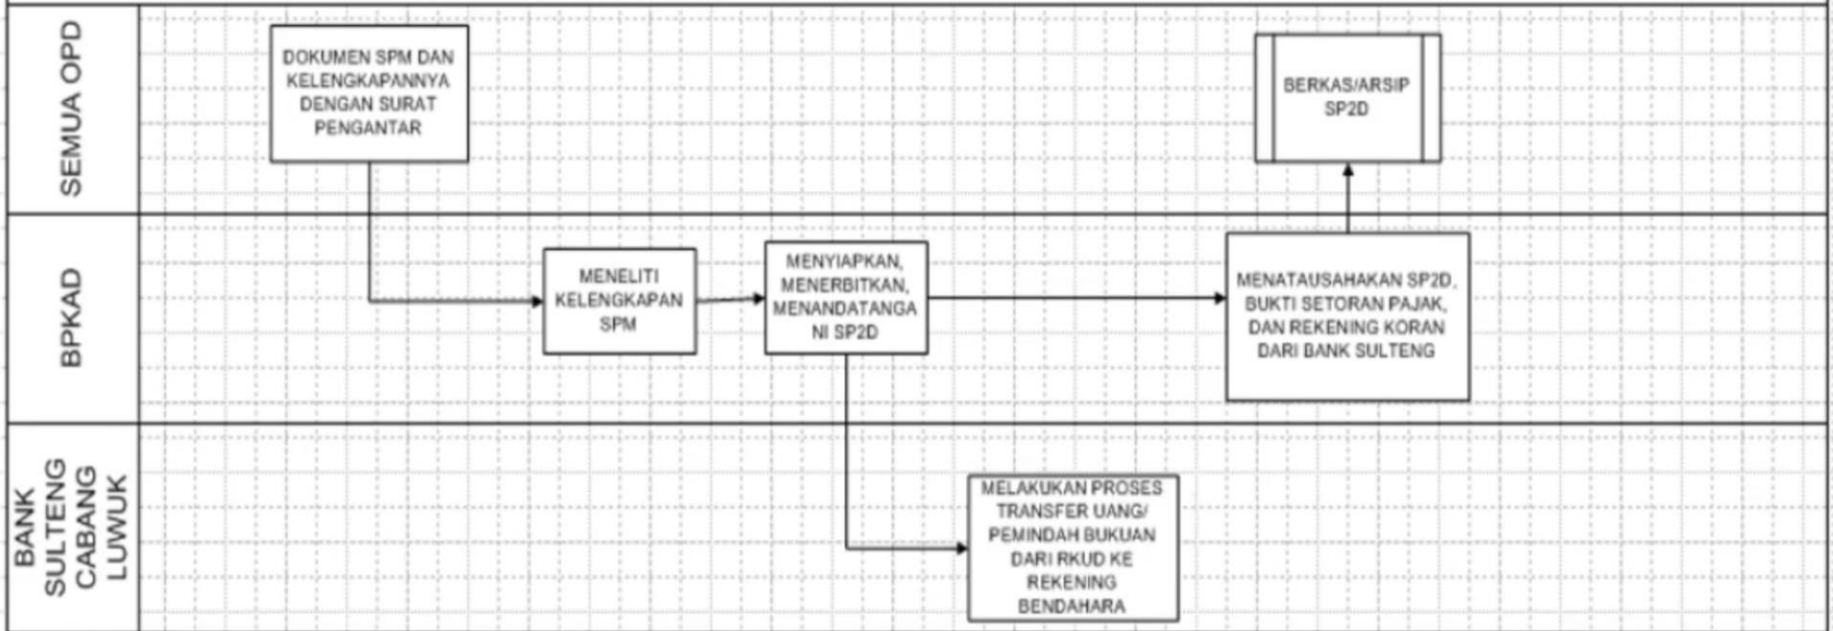 SEMUA OPD
DOKUMEN SPM DAN
KELENGKAPANNYA
DENGAN SURAT
PENGANTAR
BERKAS/ARSIP
SP2D
BPKAD
MENELITI
KELENGKAPAN
SPM
MENYIAPKAN,
MENERBITKAN,
MENANDATANGA
NI SP2D
MENATAUSAHAKAN SP2D,
BUKTI SETORAN PAJAK,
DAN REKENING KORAN
DARI BANK SULTENG
BANK
SULTENG
CABANG
LUWUK
MELAKUKAN PROSES
TRANSFER UANG/
PEMINDAH BUKUAN
DARI RKUD KE
REKENING
BENDAHARA